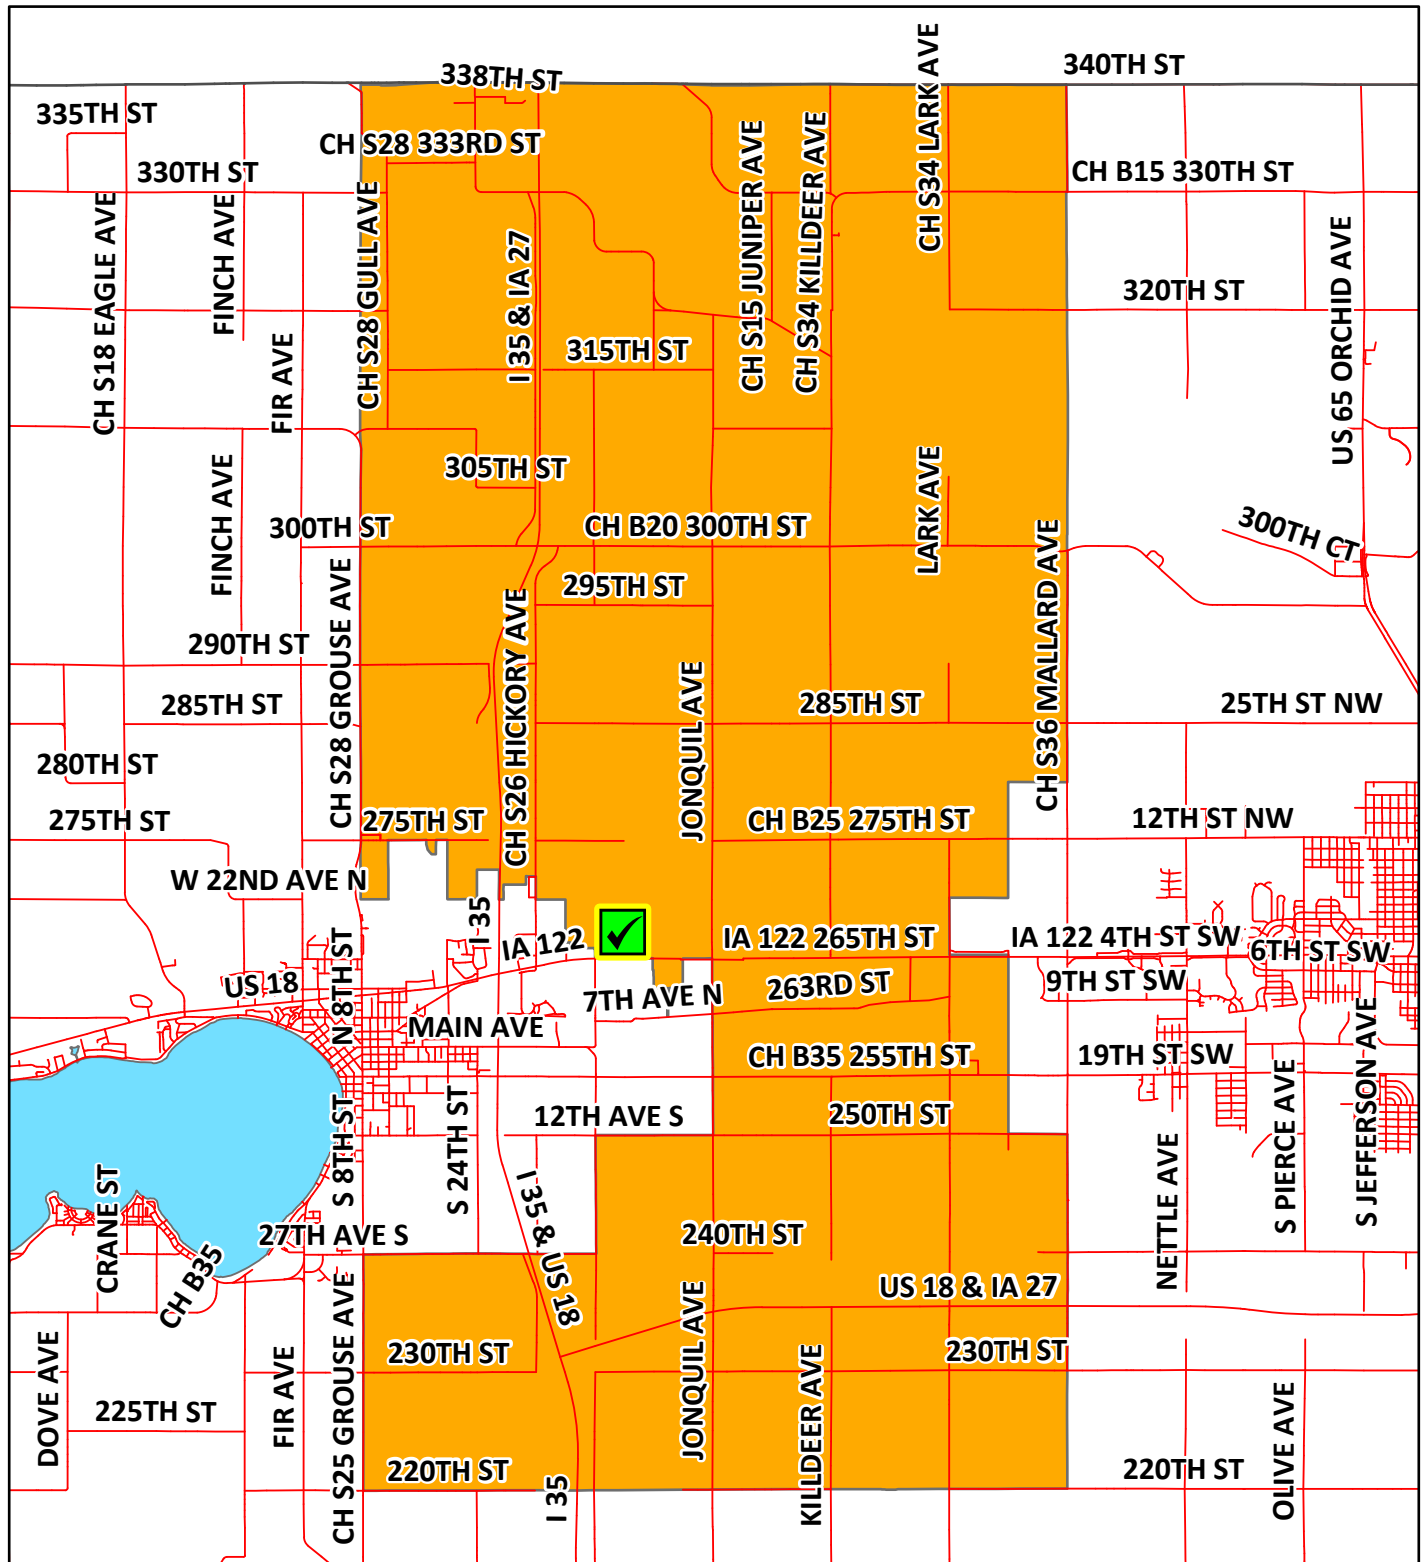 340TH ST
338TH ST
335TH ST
CH S28 333RD ST
330TH ST
CH B15 330TH ST
CH S34 LARK AVE
CH S15 JUNIPER AVE
CH S34 KILLDEER AVE
CH S18 EAGLE AVE
FINCH AVE
CH S28 GULL AVE
I 35 & IA 27
US 65 ORCHID AVE
320TH ST
FIR AVE
315TH ST
305TH ST
FINCH AVE
LARK AVE
300TH ST
CH B20 300TH ST
300TH CT
CH S28 GROUSE AVE
295TH ST
CH S26 HICKORY AVE
CH S36 MALLARD AVE
290TH ST
JONQUIL AVE
285TH ST
285TH ST
25TH ST NW
280TH ST
275TH ST
275TH ST
CH B25 275TH ST
12TH ST NW
W 22ND AVE N
I 35
IA 122
IA 122 265TH ST
IA 122 4TH ST SW
6TH ST SW
US 18
N 8TH ST
7TH AVE N
263RD ST
9TH ST SW
MAIN AVE
CH B35 255TH ST
19TH ST SW
S JEFFERSON AVE
S PIERCE AVE
12TH AVE S
250TH ST
S 8TH ST
S 24TH ST
NETTLE AVE
CRANE ST
27TH AVE S
I 35 & US 18
240TH ST
CH B35
US 18 & IA 27
CH S25 GROUSE AVE
JONQUIL AVE
230TH ST
230TH ST
DOVE AVE
FIR AVE
KILLDEER AVE
225TH ST
OLIVE AVE
220TH ST
I 35
220TH ST